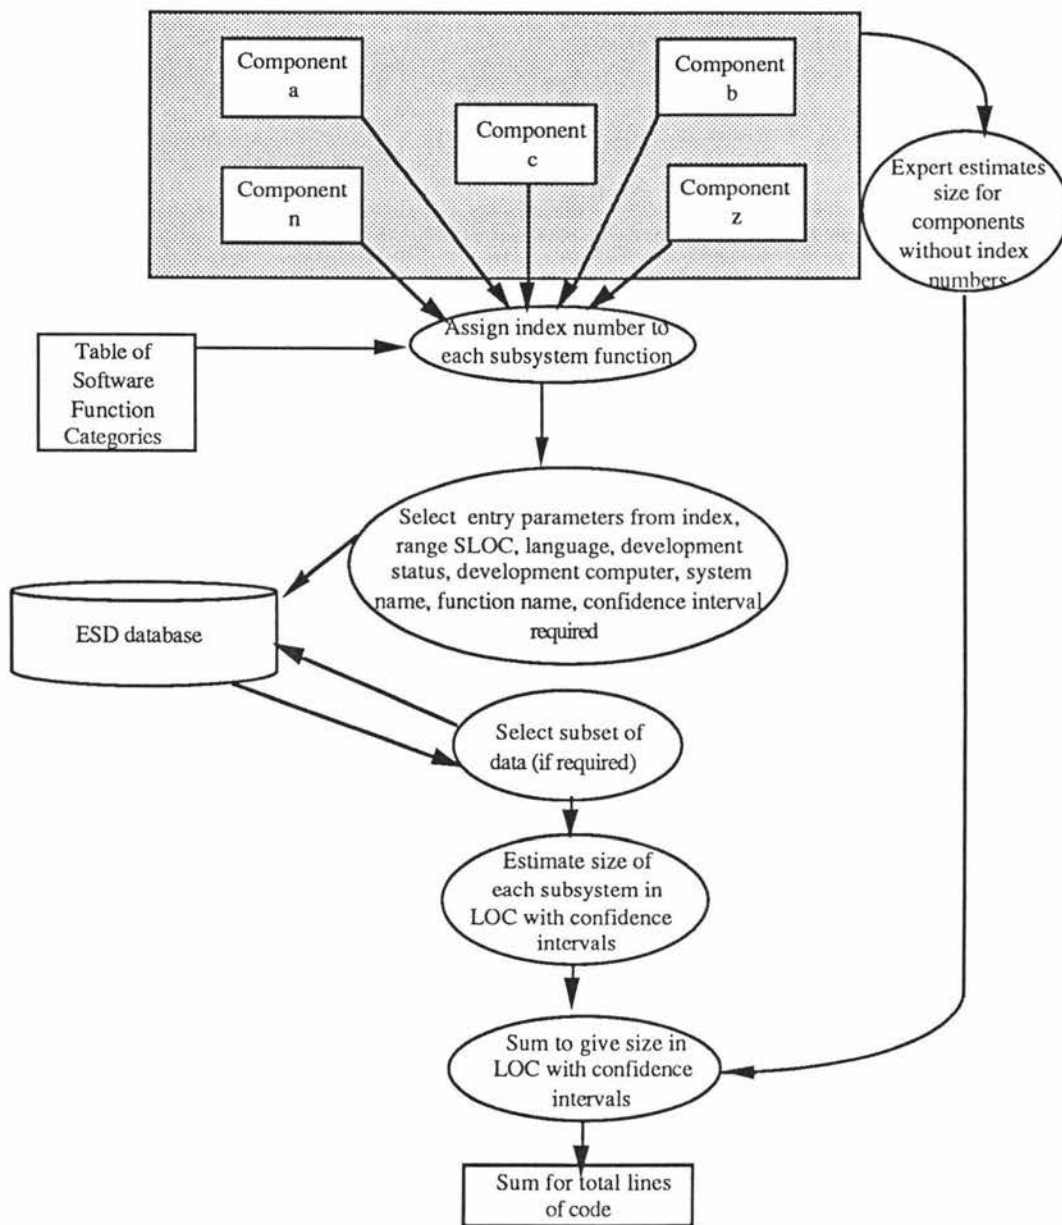 Component
a
Component
b
Component
c
Component
n
Component
z
Expert estimates
size for
components
without index
numbers
Assign index number to
each subsystem function
Table of
Software
Function
Categories
Select entry parameters from index,
range SLOC, language, development
status, development computer, system
name, function name, confidence interval
required
ESD database
Select subset of
data (if required)
Estimate size of
each subsystem in
LOC with confidence
intervals
Sum to give size in
LOC with confidence
intervals
Sum for total lines
of code